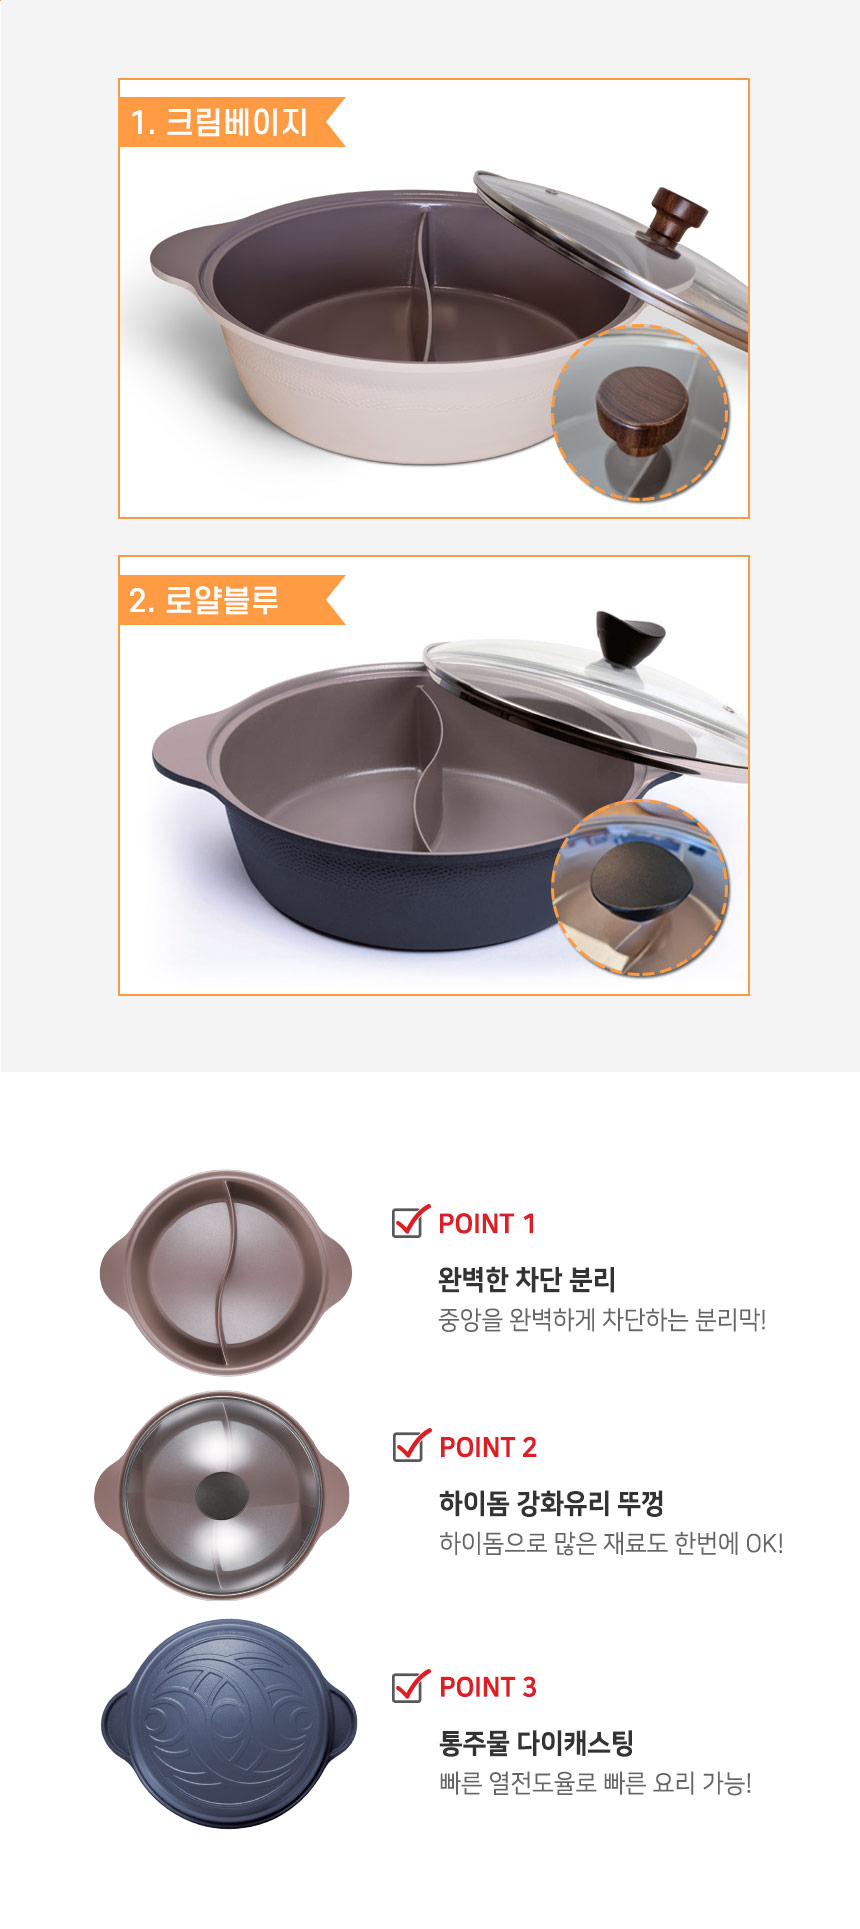 1. 크림베이지
2. 로얄블루
POINT 1
완벽한 차단 분리
중앙을 완벽하게 차단하는 분리막!
POINT 2
하이돔 강화유리 뚜껑
하이돔으로 많은 재료도 한번에 OK!
POINT 3
통주물 다이캐스팅
빠른 열전도율로 빠른 요리 가능!